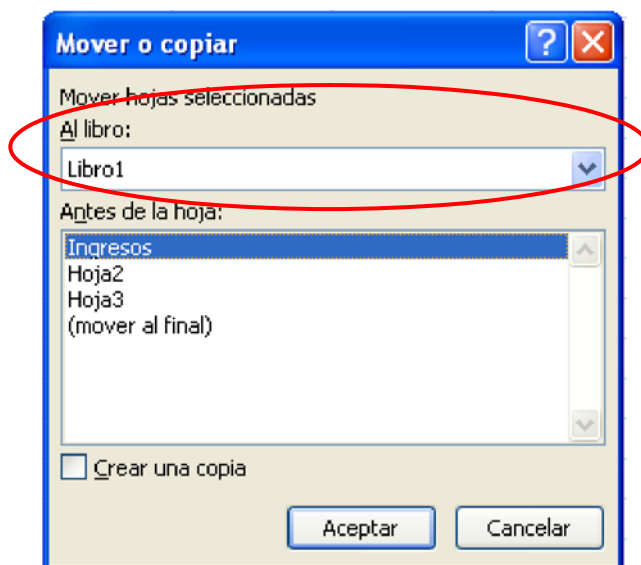 Mover o copiar
Mover hojas seleccionadas
Al libro:
Libro1
Antes de la hoja:
Ingresos
Hoja2
Hoja3
(mover al final)
Crear una copia
Aceptar
Cancelar